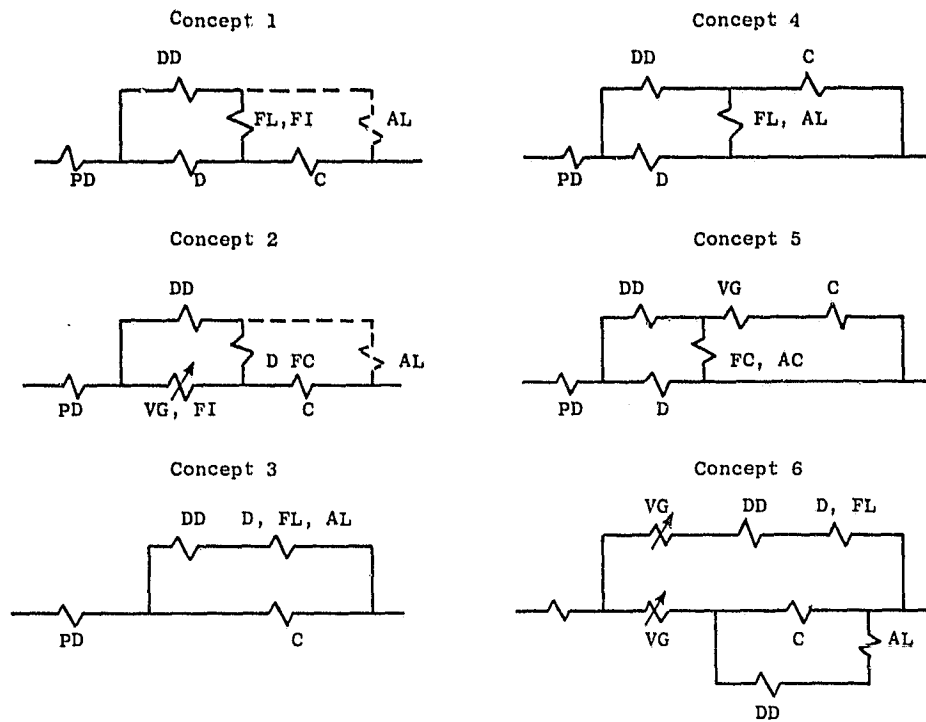 Concept 1
DD
FL,FI
AL
PD
D
C
Concept 2
DD
D FC
AL
PD
VG, FI
C
Concept 3
DD
D, FL, AL
PD
C
Concept 4
DD
C
FL, AL
PD
D
Concept 5
DD
VG
C
FC, AC
PD
D
Concept 6
VG
DD
D, FL
VG
C
AL
DD